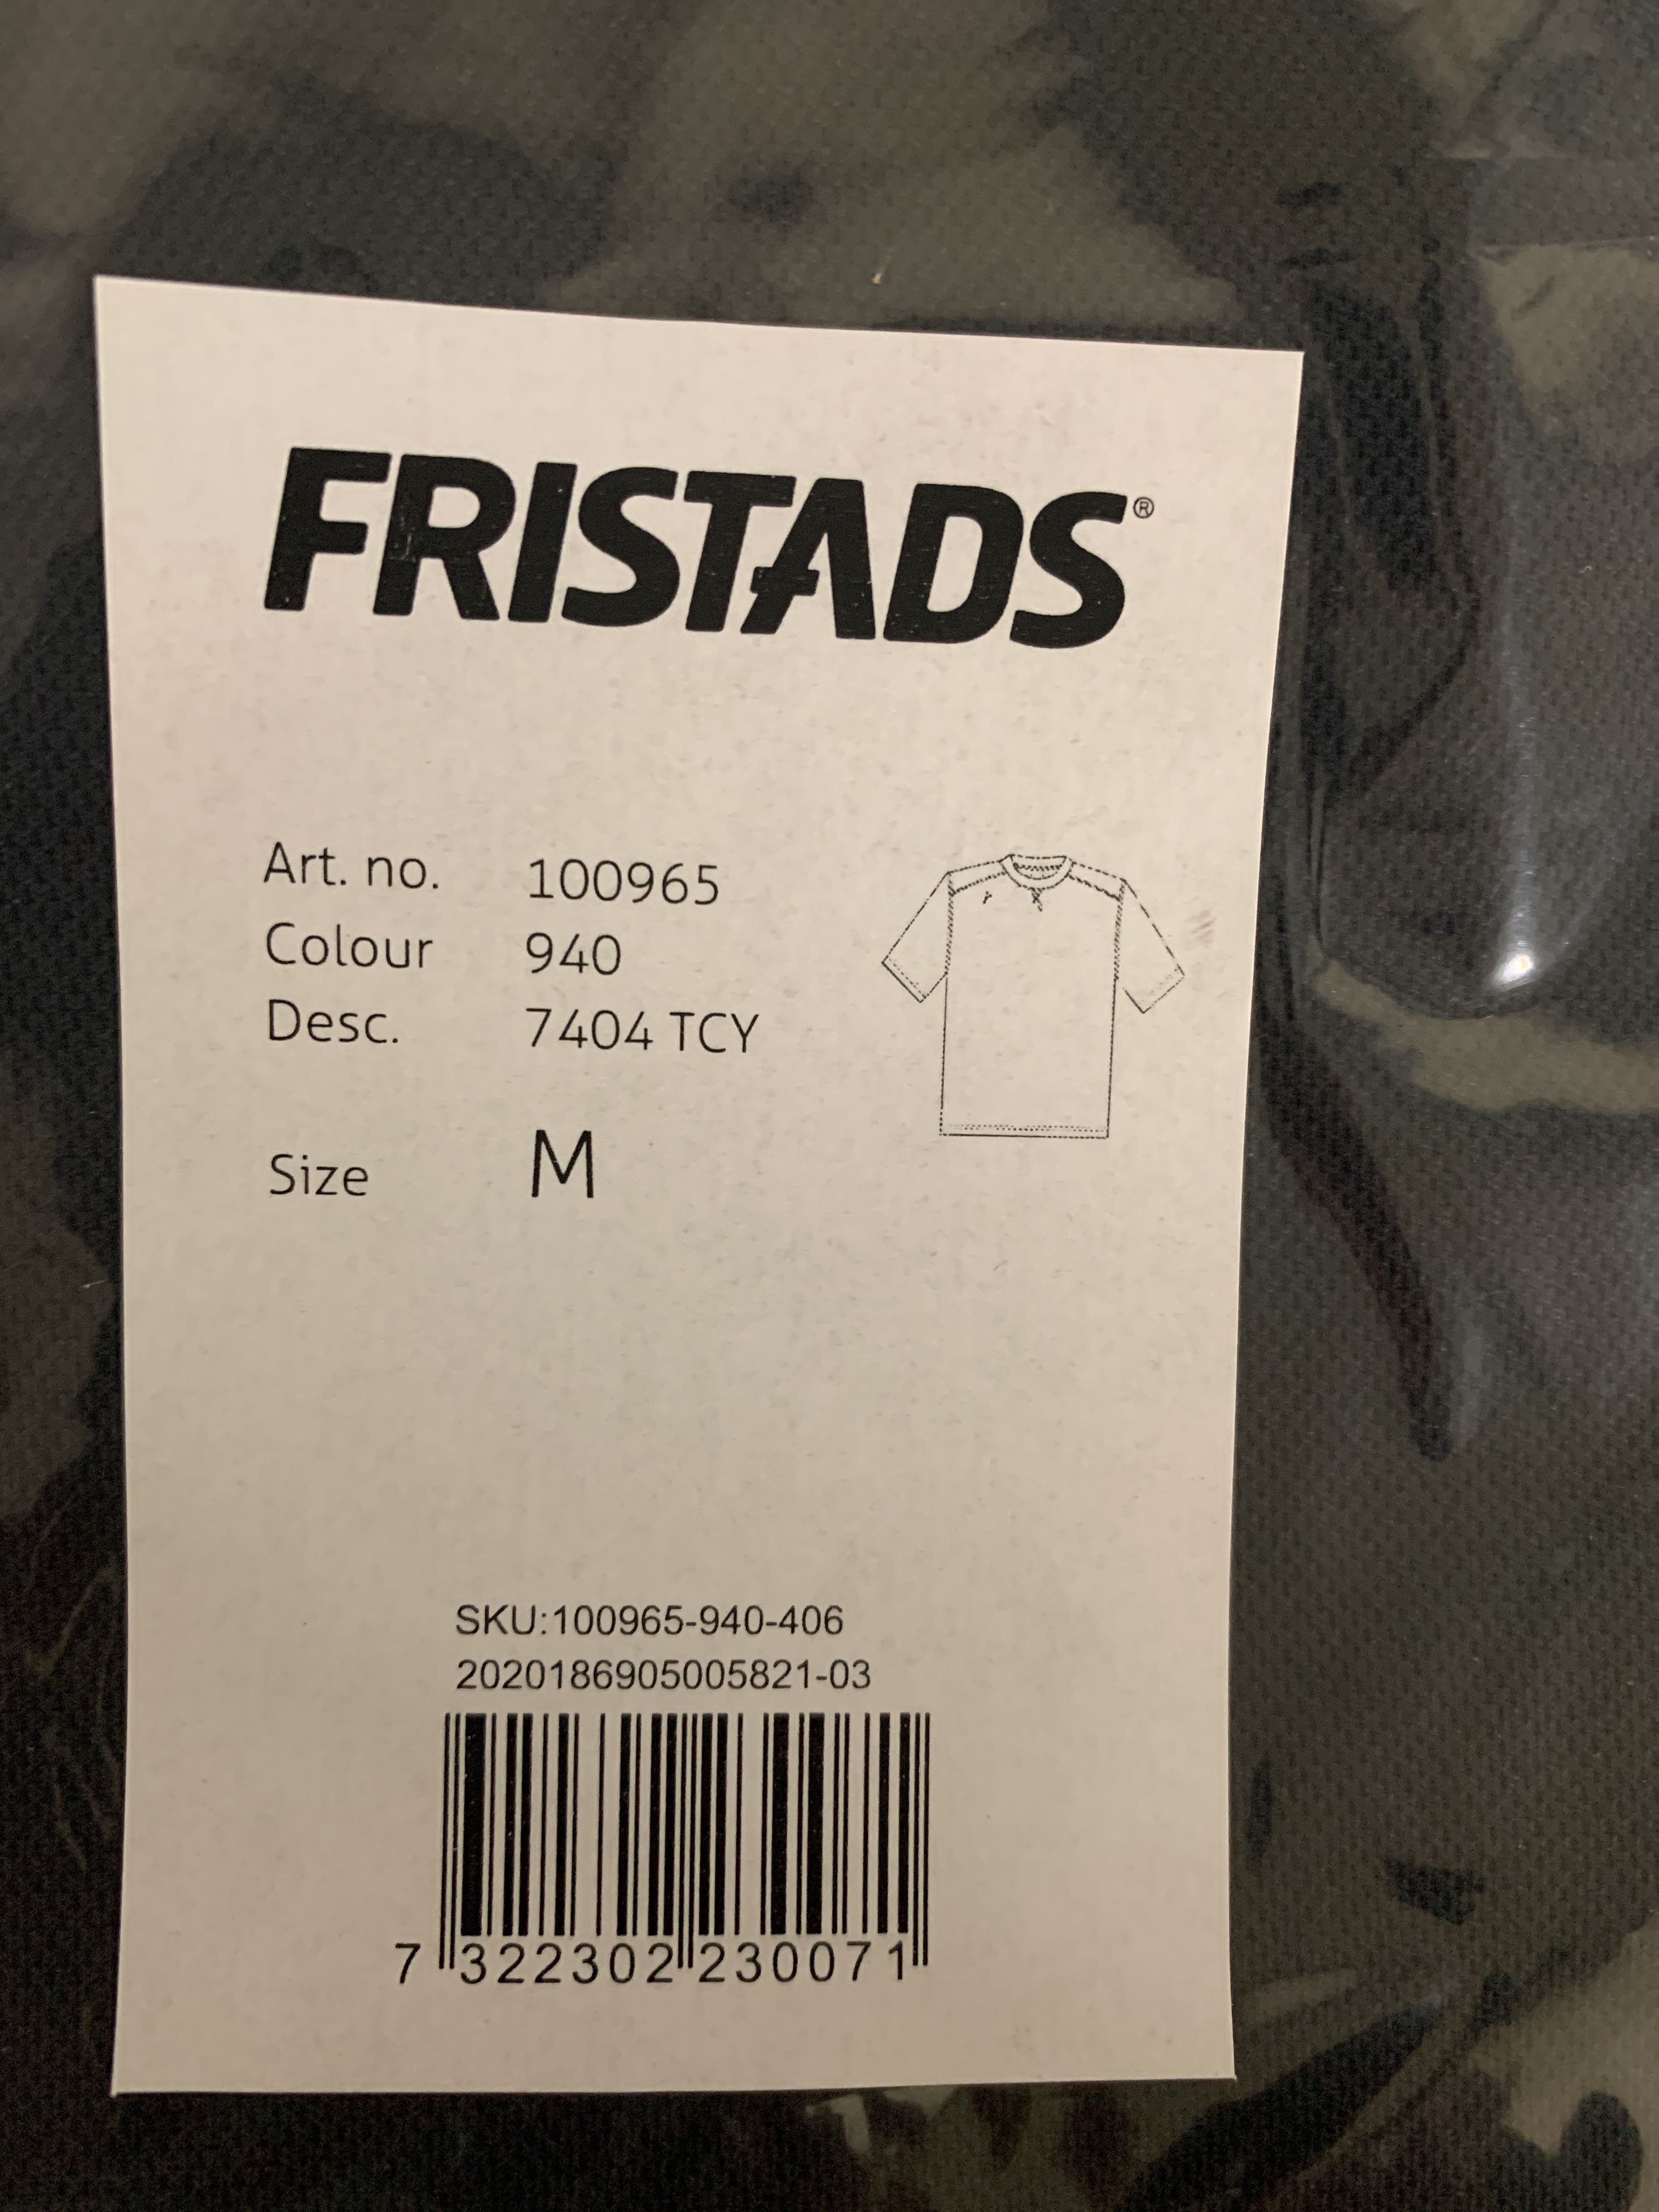 FRISTADS®
Art. no. 100965
Colour 940
Desc. 7404 TCY
Size M
SKU:100965-940-406
2020186905005821-03
7 322302 230071